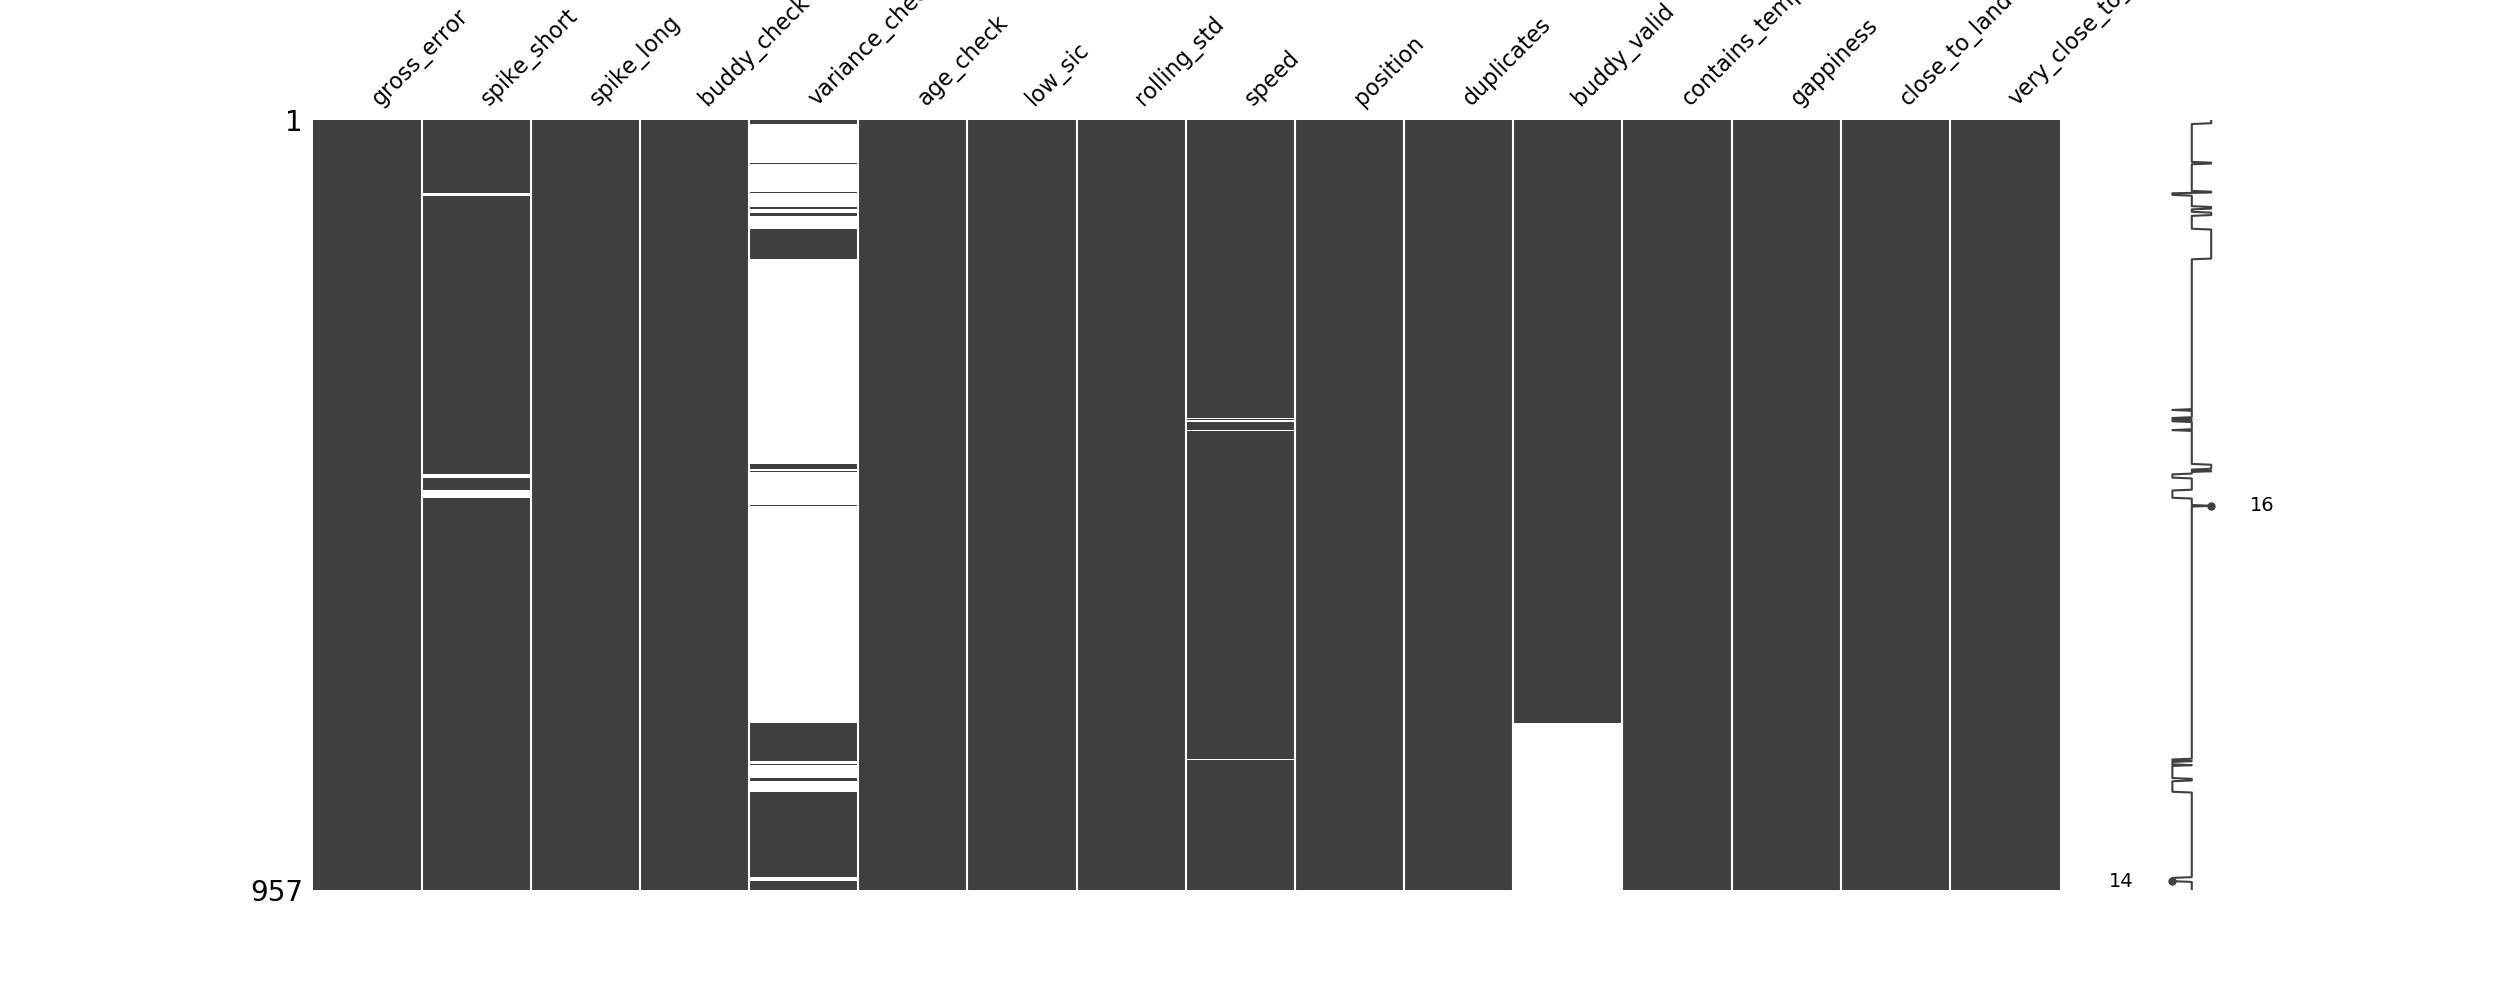 gross_error
spike_short
spike_long
buddy_check
variance_che
age_check
low_sic
rolling_std
speed
position
duplicates
buddy_valid
contains_temp
gappiness
close_to_land
very_close_to_
1
16
14
957